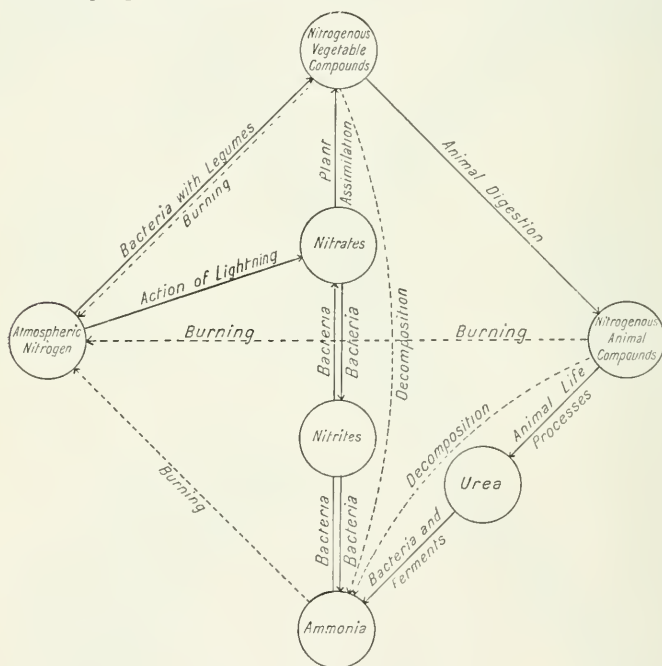 Nitrogenous
Vegetable
Compounds
Bacteria with Legumes
Burning
Plant
Assimilation
Animal Digestion
Nitrates
Action of Lightning
Atmospheric
Nitrogen
Burning
Burning
Nitrogenous
Animal
Compounds
Bacteria
Bacteria
Decomposition
Nitrites
Decomposition
Animal Life
Processes
Urea
Burning
Bacteria
Bacteria
Bacteria and
Ferments
Ammonia